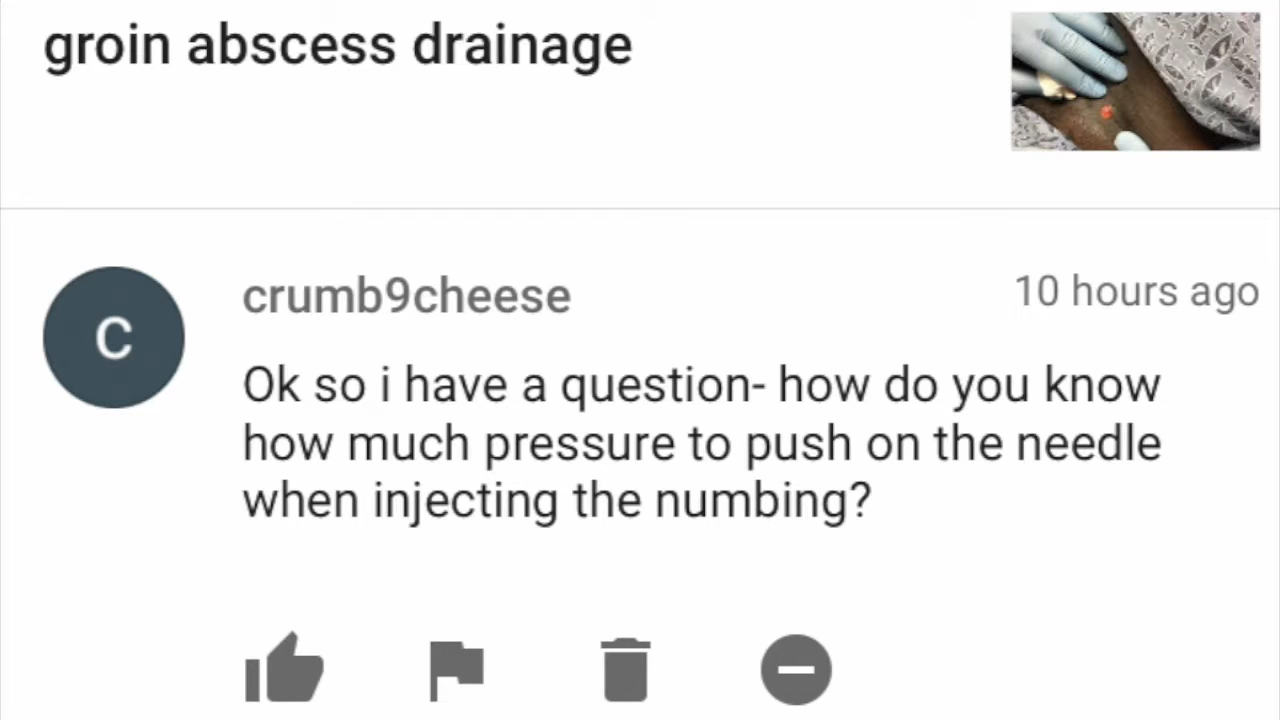 groin abscess drainage
C
crumb9cheese
10 hours ago
Ok so i have a question- how do you know
how much pressure to push on the needle
when injecting the numbing?